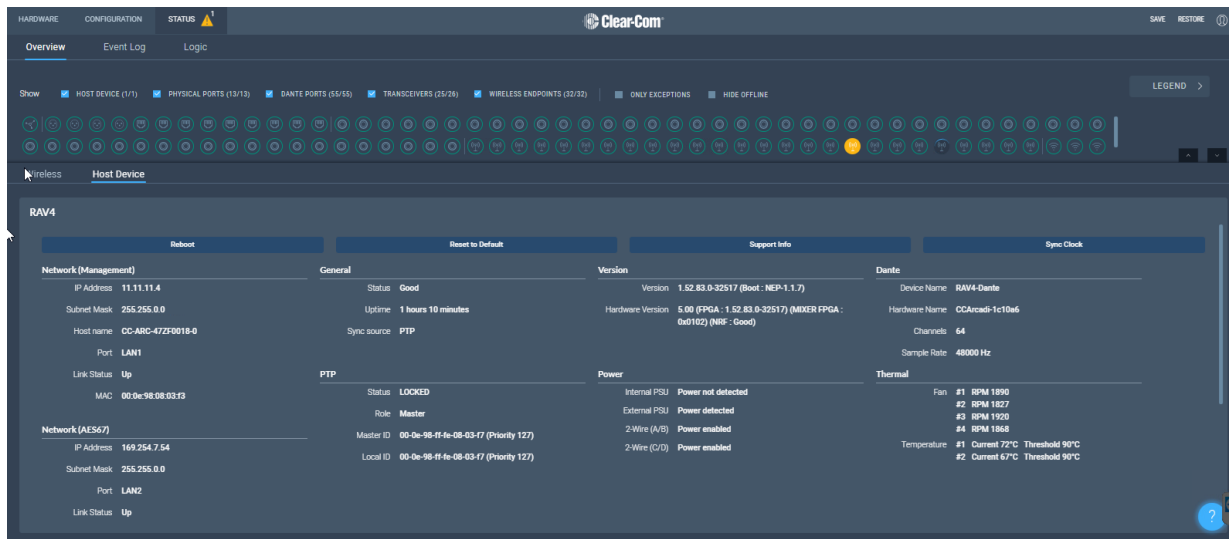 HARDWARE CONFIGURATION STATUS 1 Clear-Com SAVE RESTORE
Overview Event Log Logic
Show HOST DEVICE (1/1) PHYSICAL PORTS (13/13) DANTE PORTS (55/55) TRANSCEIVERS (25/26) WIRELESS ENDPOINTS (32/32) ONLY EXCEPTIONS HIDE OFFLINE
LEGEND
Wireless Host Device
RAV4
Reboot Reset to Default Support Info Sync Clock
Network (Management)
IP Address 11.11.11.4
Subnet Mask 255.255.0.0
Host name CC-ARC-47ZF0018-0
Port LAN1
Link Status Up
MAC 00:0e:98:08:03:f3
Network (AES67)
IP Address 169.254.7.54
Subnet Mask 255.255.0.0
Port LAN2
Link Status Up
General
Status Good
Uptime 1 hours 10 minutes
Sync source PTP
PTP
Status LOCKED
Role Master
Master ID 00-0e-98-ff-fe-08-03-f7 (Priority 127)
Local ID 00-0e-98-ff-fe-08-03-f7 (Priority 127)
Version
Version 1.52.83.0-32517 (Boot : NEP-1.1.7)
Hardware Version 5.00 (FPGA : 1.52.83.0-32517) (MIXER FPGA :
0x0102) (NRF : Good)
Power
Internal PSU Power not detected
External PSU Power detected
2-Wire (A/B) Power enabled
2-Wire (C/D) Power enabled
Dante
Device Name RAV4-Dante
Hardware Name CCArcadi-1c10a6
Channels 64
Sample Rate 48000 Hz
Thermal
Fan #1 RPM 1890
#2 RPM 1827
#3 RPM 1920
#4 RPM 1868
Temperature #1 Current 72°C Threshold 90°C
#2 Current 67°C Threshold 90°C
?